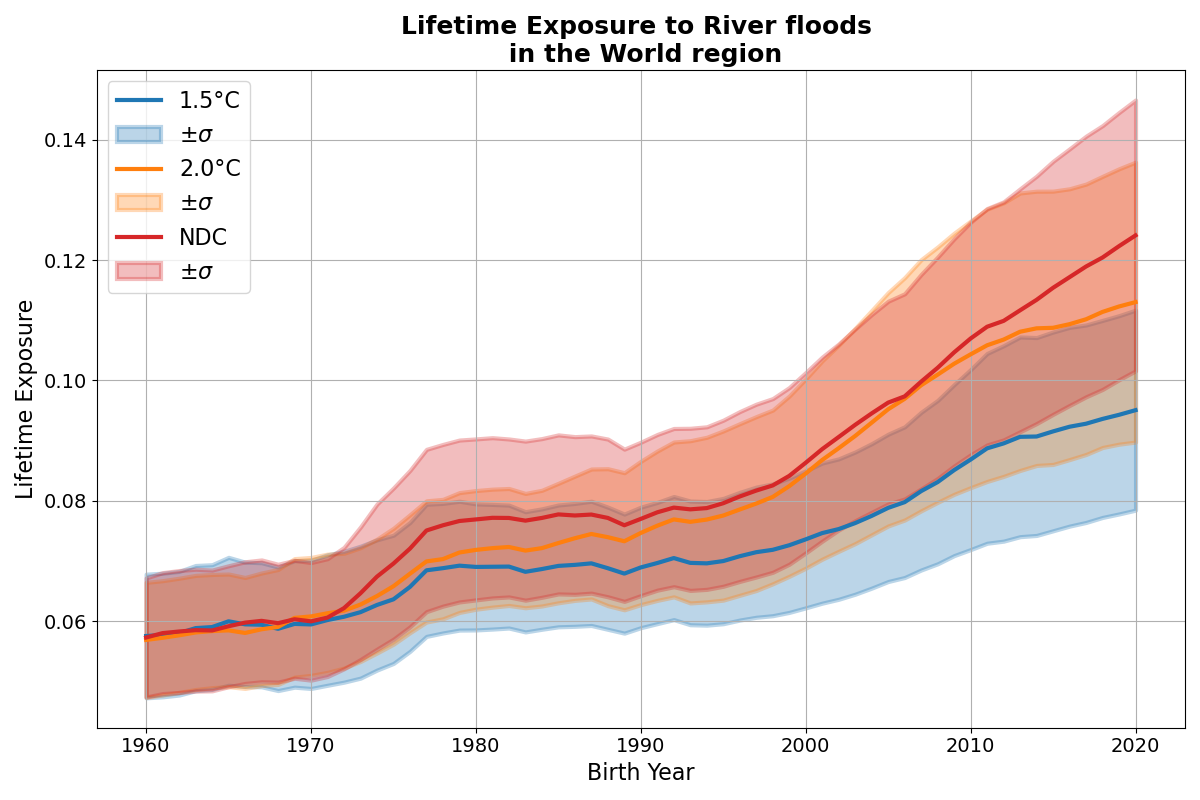 Lifetime Exposure to River floods
in the World region
1.5°C
±σ
2.0°C
±σ
NDC
±σ
Lifetime Exposure
0.14
0.12
0.10
0.08
0.06
1960 1970 1980 1990 2000 2010 2020
Birth Year